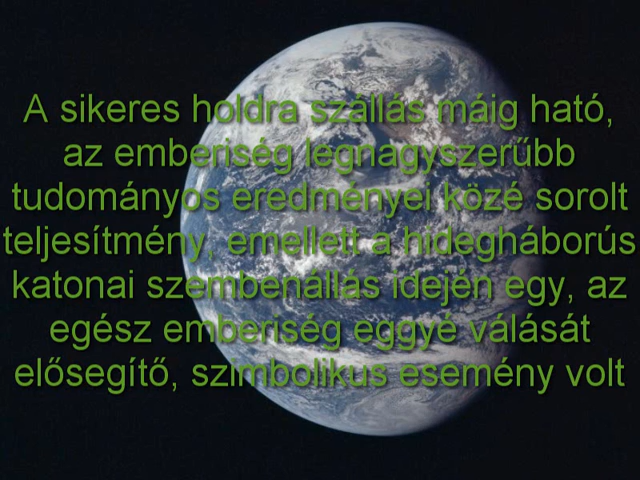 A sikeres holdra szállás máig ható,
az emberiség legnagyszerűbb
tudományos eredményei közé sorolt
teljesítmény, emellett a hidegháborús
katonai szembenállás idején egy, az
egész emberiség eggyé válását
elősegítő, szimbolikus esemény volt